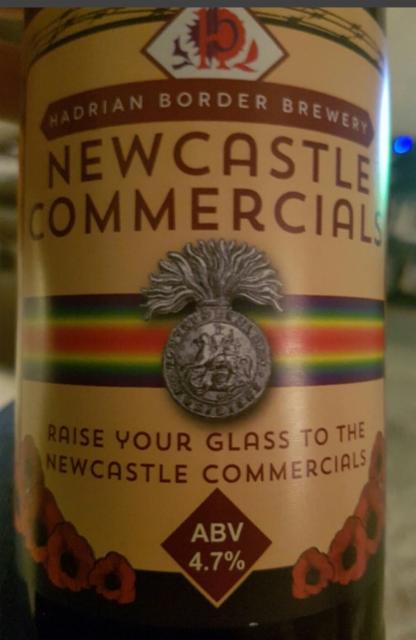 HADRIAN BORDER BREWERY
NEWCASTLE
COMMERCIALS
RAISE YOUR GLASS TO THE
NEWCASTLE COMMERCIALS
ABV
4.7%